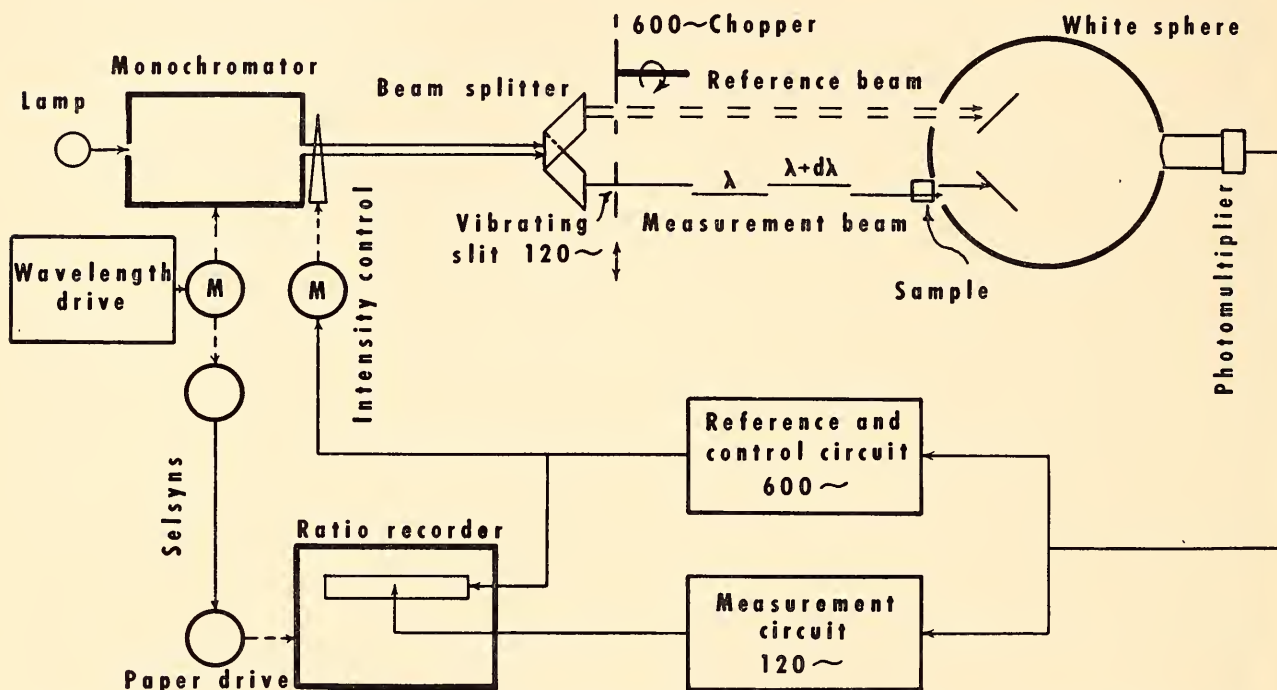 600~Chopper
White sphere
Monochromator
Lamp
Beam splitter
Reference beam
λ
λ+dλ
Vibrating
slit 120~
Measurement beam
Sample
Photomultiplier
Wavelength
drive
M
M
Intensity control
Selsyns
Reference and
control circuit
600~
Ratio recorder
Measurement
circuit
120~
Paper drive